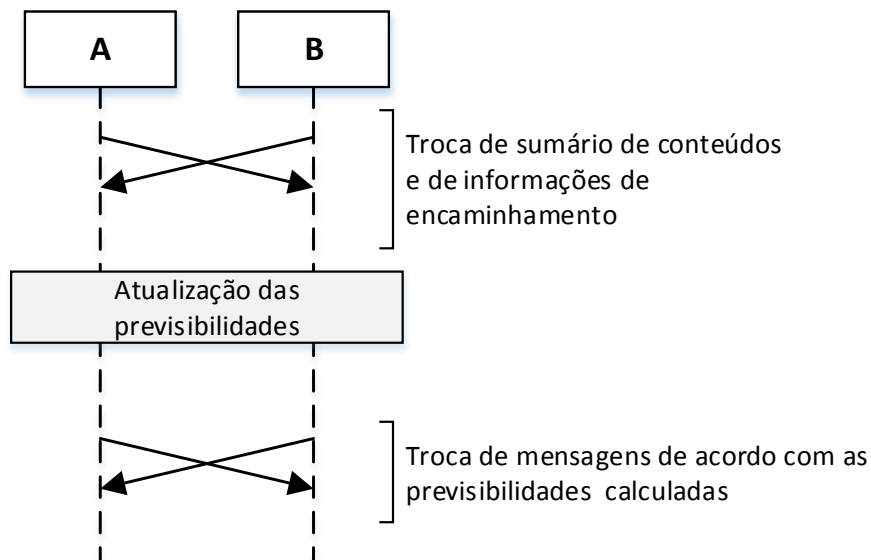 A
B
Troca de sumário de conteúdos
e de informações de
encaminhamento
Atualização das
previsibilidades
Troca de mensagens de acordo com as
previsibilidades calculadas